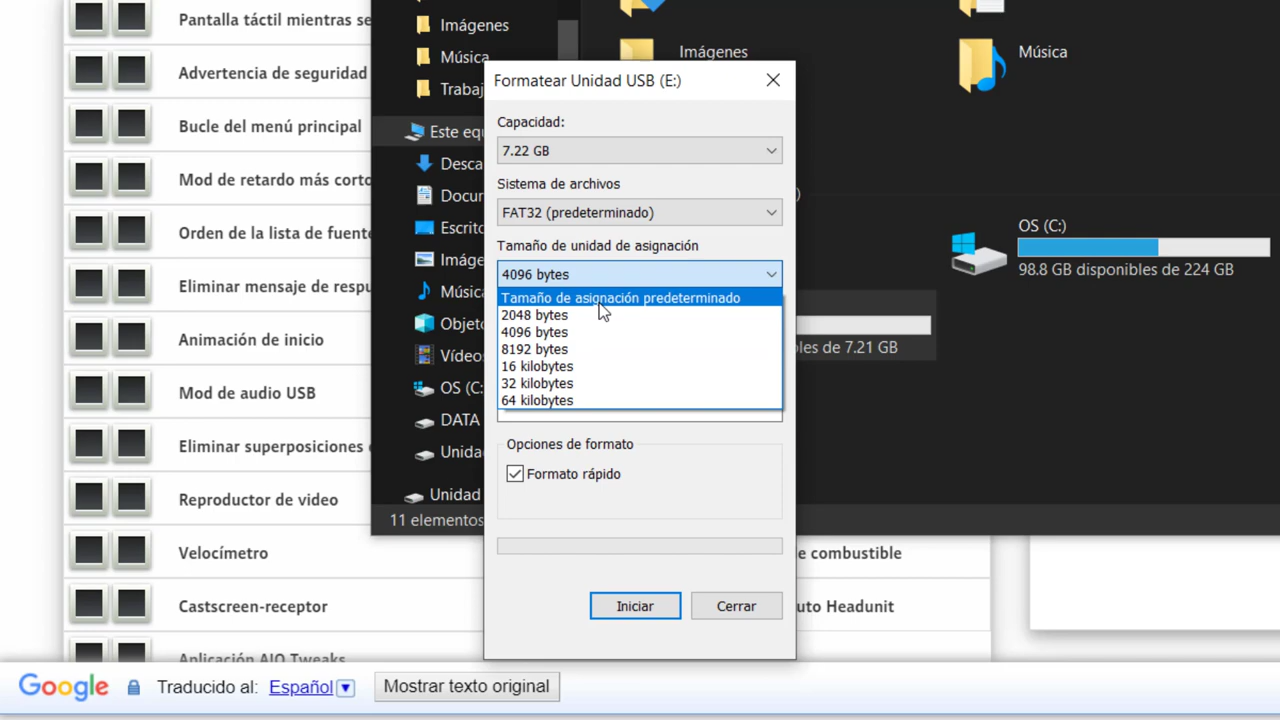 Pantalla táctil mientras se
Advertencia de seguridad
Bucle del menú principal
Mod de retardo más corto
Orden de la lista de fuente
Eliminar mensaje de respu
Animación de inicio
Mod de audio USB
Eliminar superposiciones
Reproductor de video
Velocímetro
Castscreen-receptor
Aplicación AIO Tweaks
Imágenes
Música
Trabaj
Este equ
Desca
Docur
Escrito
Imáge
Música
Objeto
Vídeo
OS (C:
DATA
Unida
Unidad
11 elementos
Imágenes
Música
)
OS (C:)
98.8 GB disponibles de 224 GB
les de 7.21 GB
Formatear Unidad USB (E:)
Capacidad:
7.22 GB
Sistema de archivos
FAT32 (predeterminado)
Tamaño de unidad de asignación
4096 bytes
Tamaño de asignación predeterminado
2048 bytes
4096 bytes
8192 bytes
16 kilobytes
32 kilobytes
64 kilobytes
Opciones de formato
Formato rápido
Iniciar
Cerrar
e combustible
uto Headunit
Google
Traducido al: Español
Mostrar texto original